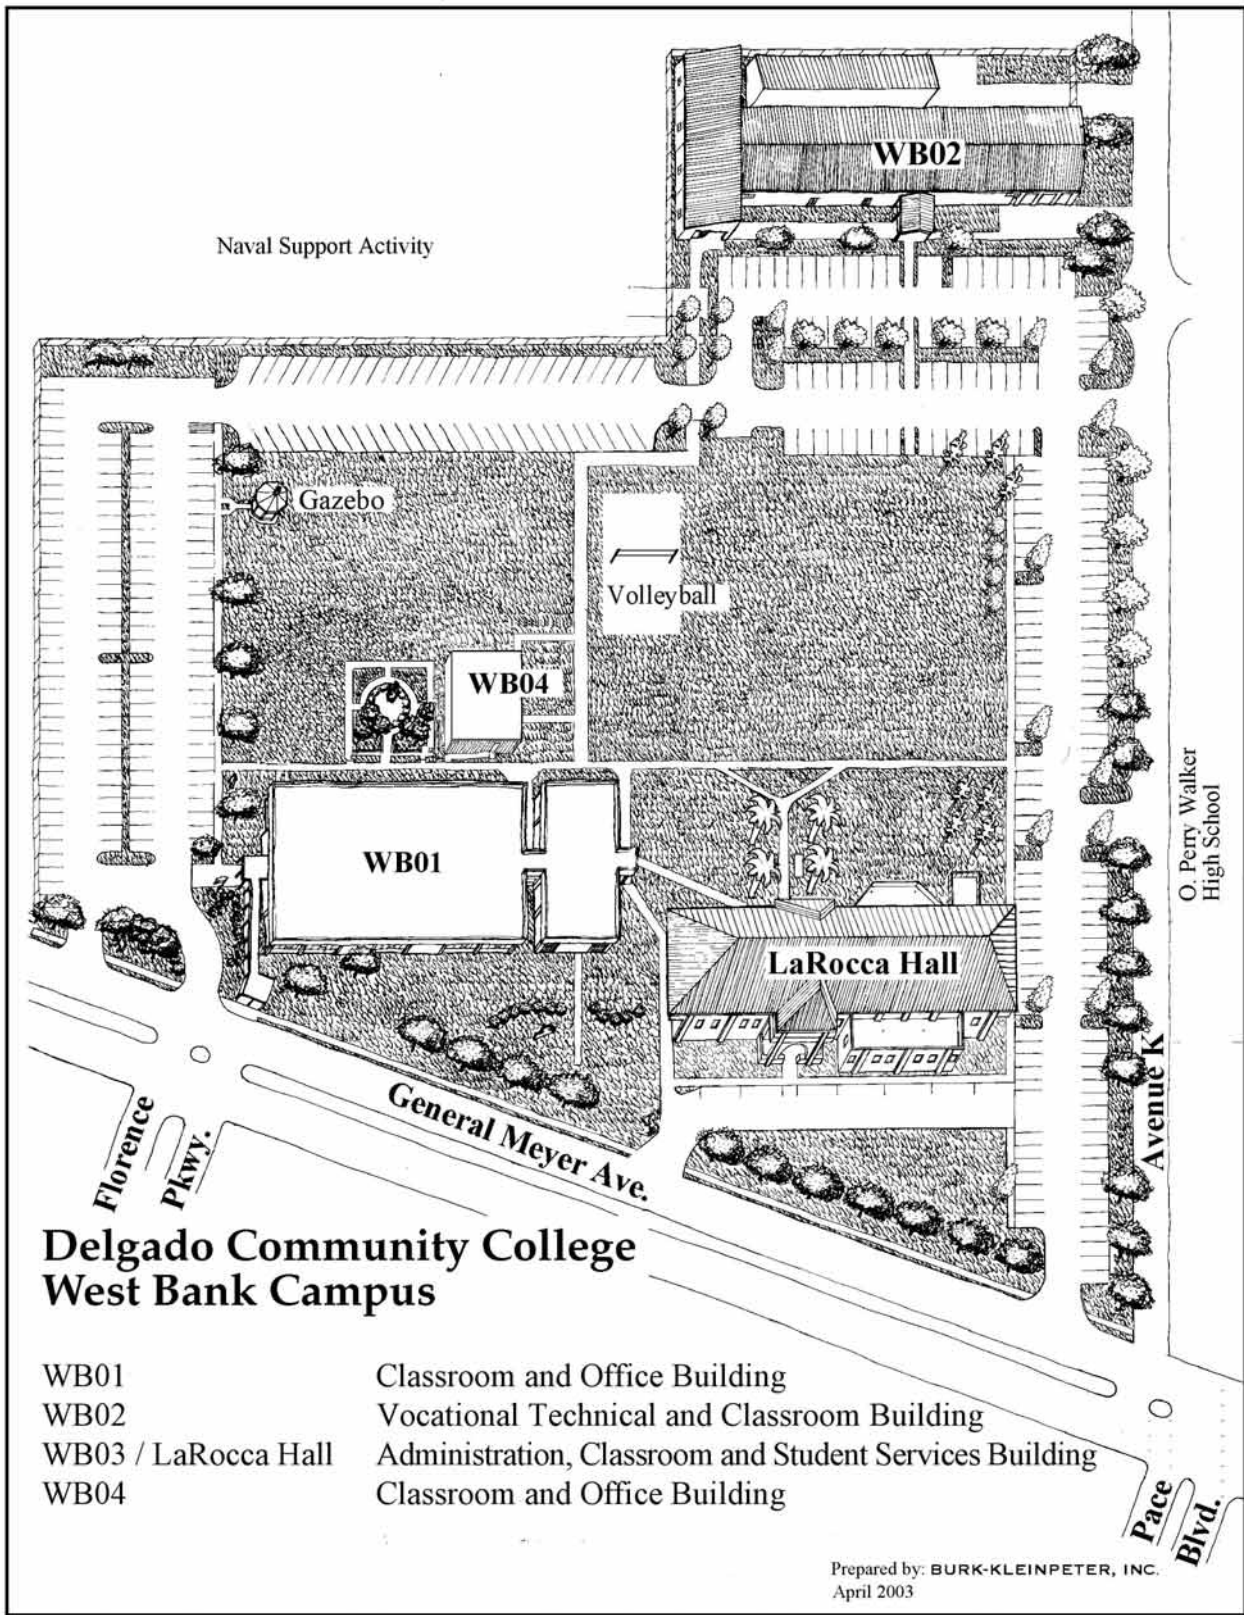 WB02
Naval Support Activity
Gazebo
Volleyball
WB04
WB01
LaRocca Hall
O. Perry Walker
High School
Avenue K
General Meyer Ave.
Florence
Pkwy.
Delgado Community College
West Bank Campus
WB01 Classroom and Office Building
WB02 Vocational Technical and Classroom Building
WB03 / LaRocca Hall Administration, Classroom and Student Services Building
WB04 Classroom and Office Building
Pace
Blvd.
Prepared by: BURK-KLEINPETER, INC.
April 2003